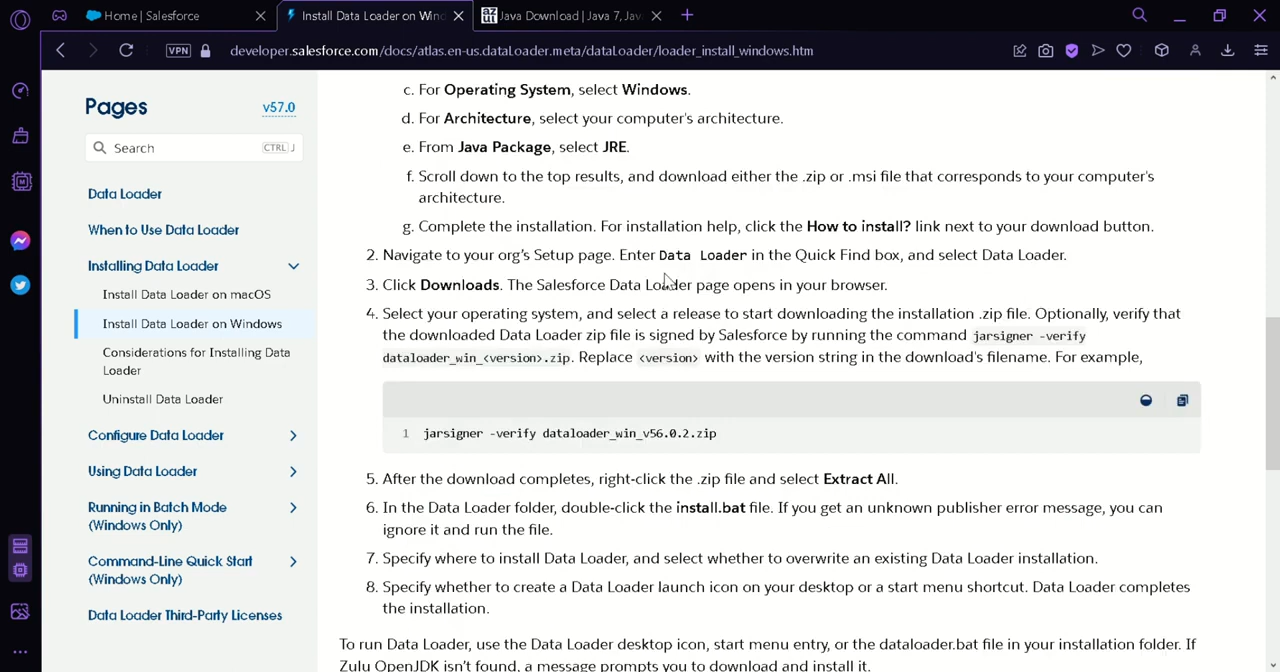 Home | Salesforce
Install Data Loader on Wind
Java Download | Java 7, Jav
VPN
developer.salesforce.com/docs/atlas.en-us.dataLoader.meta/dataLoader/loader_install_windows.htm
Pages
v57.0
Search
CTRL J
Data Loader
When to Use Data Loader
Installing Data Loader
Install Data Loader on macOS
Install Data Loader on Windows
Considerations for Installing Data
Loader
Uninstall Data Loader
Configure Data Loader
Using Data Loader
Running in Batch Mode
(Windows Only)
Command-Line Quick Start
(Windows Only)
Data Loader Third-Party Licenses
c. For Operating System, select Windows.
d. For Architecture, select your computer's architecture.
e. From Java Package, select JRE.
f. Scroll down to the top results, and download either the .zip or .msi file that corresponds to your computer's
architecture.
g. Complete the installation. For installation help, click the How to install? link next to your download button.
2. Navigate to your org's Setup page. Enter Data Loader in the Quick Find box, and select Data Loader.
3. Click Downloads. The Salesforce Data Loader page opens in your browser.
4. Select your operating system, and select a release to start downloading the installation .zip file. Optionally, verify that
the downloaded Data Loader zip file is signed by Salesforce by running the command jarsigner -verify
dataloader_win_<version>.zip. Replace <version> with the version string in the download's filename. For example,
1 jarsigner -verify dataloader_win_v56.0.2.zip
5. After the download completes, right-click the .zip file and select Extract All.
6. In the Data Loader folder, double-click the install.bat file. If you get an unknown publisher error message, you can
ignore it and run the file.
7. Specify where to install Data Loader, and select whether to overwrite an existing Data Loader installation.
8. Specify whether to create a Data Loader launch icon on your desktop or a start menu shortcut. Data Loader completes
the installation.
To run Data Loader, use the Data Loader desktop icon, start menu entry, or the dataloader.bat file in your installation folder. If
Zulu OpenJDK isn't found, a message prompts you to download and install it.